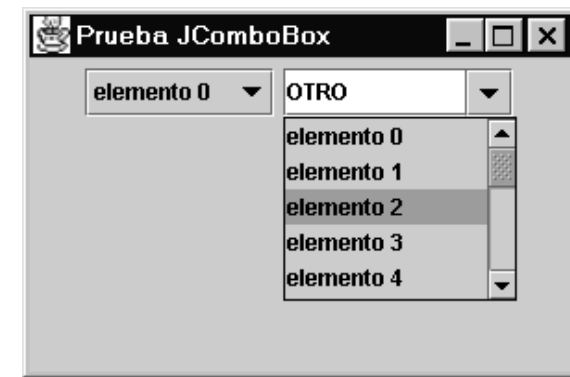 Prueba JComboBox
elemento 0 OTRO
elemento 0
elemento 1
elemento 2
elemento 3
elemento 4